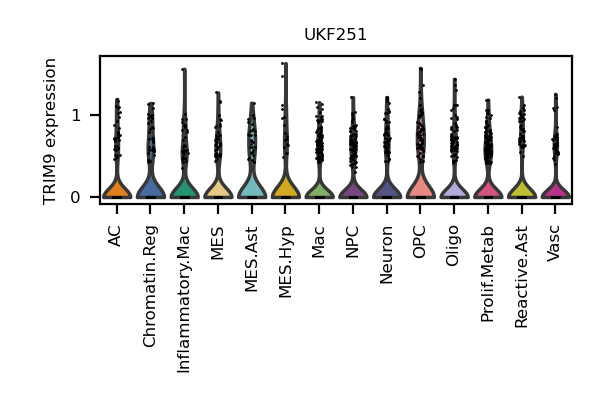 UKF251
TRIM9 expression
1
0
AC
Chromatin.Reg
Inflammatory.Mac
MES
MES.Ast
MES.Hyp
Mac
NPC
Neuron
OPC
Oligo
Prolif.Metab
Reactive.Ast
Vasc